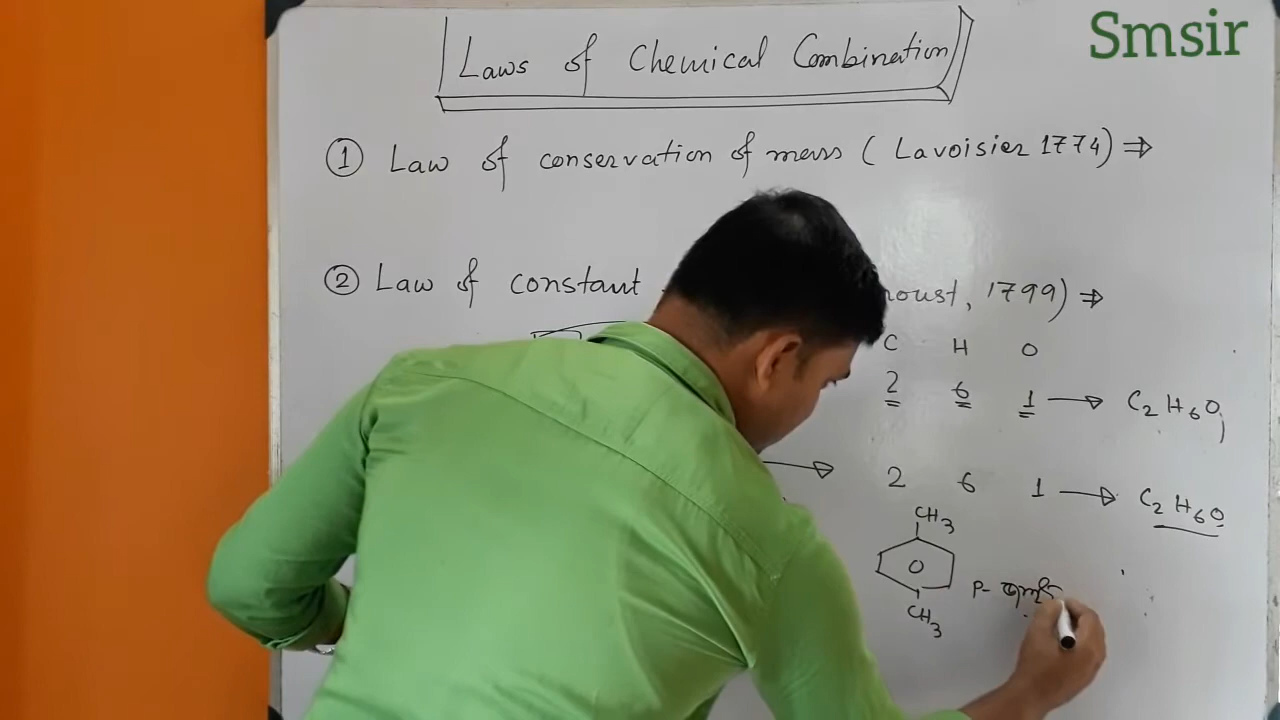 Smsir
Laws of Chemical Combination
① Law of conservation of mass ( Lavoisier 1774) ⇒
② Law of constant roust, 1799) ⇒
C H O
2 6 1 → C₂H₆O,
2 6 1 → C₂H₆O
CH₃
O
P-
CH₃